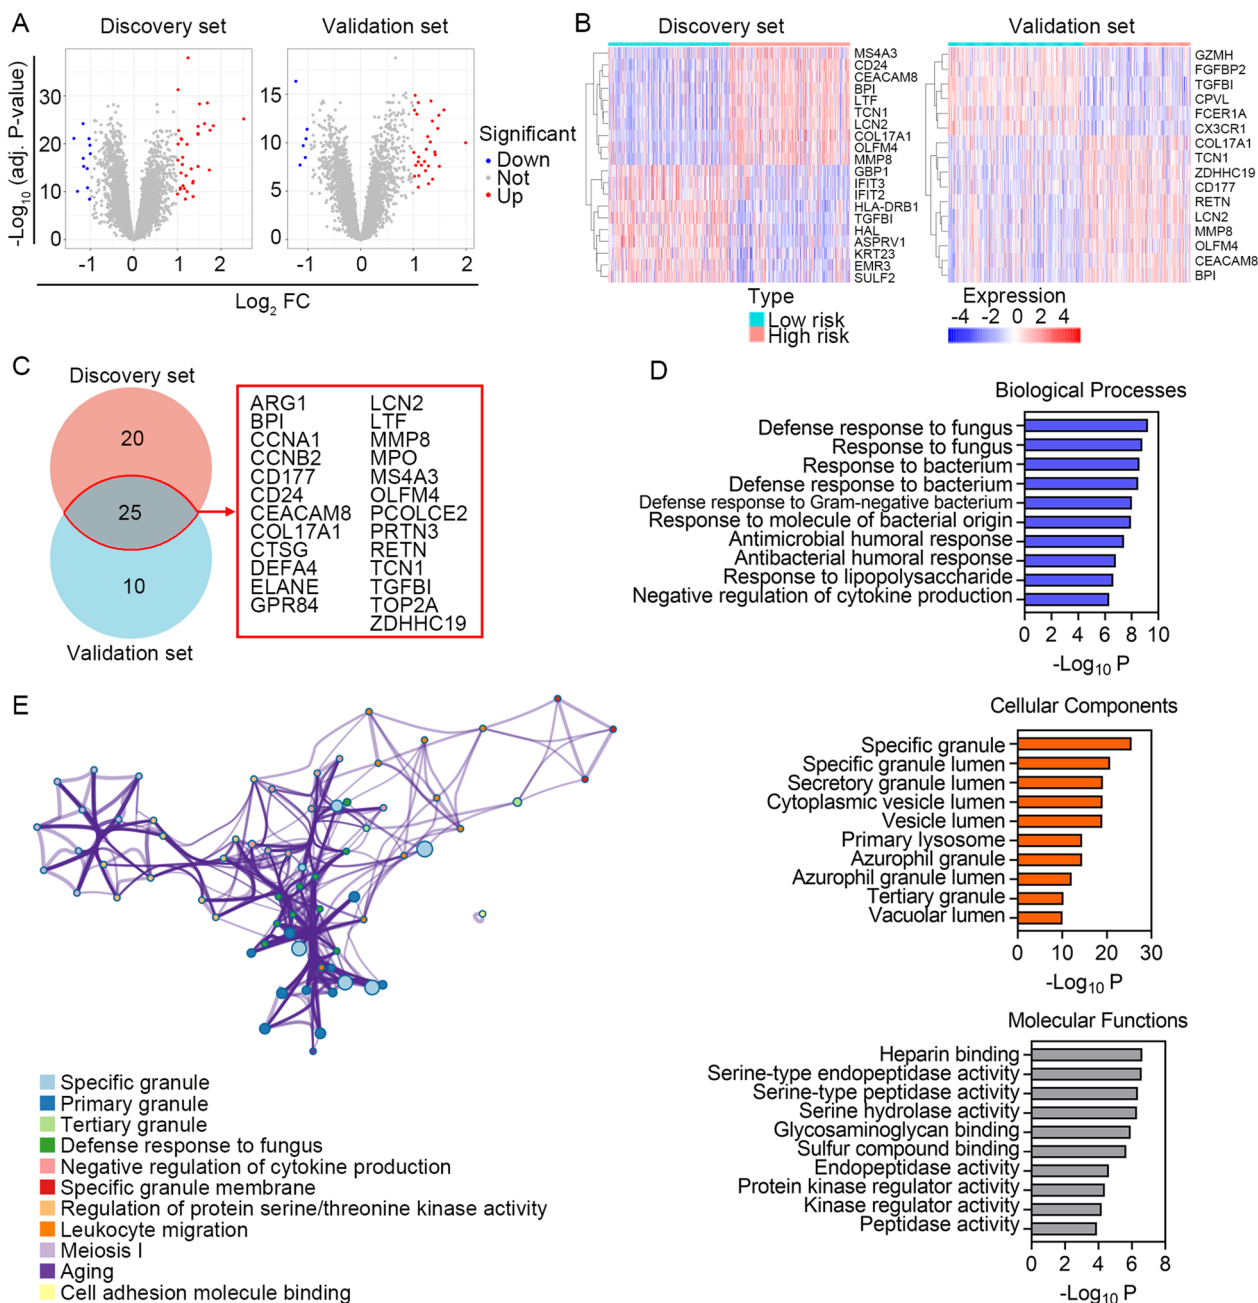 A
Discovery set
Validation set
-Log10 (adj. P-value)
30
20
10
0
15
10
5
0
-1
0
1
2
-1
0
1
2
Log2 FC
Significant
Down
Not
Up
B
Discovery set
Validation set
MS4A3
CD24
CEACAM8
BPI
LTF
TCN1
LCN2
COL17A1
OLFM4
MMP8
GBP1
IFIT3
IFIT2
HLA-DRB1
TGFBI
HAL
ASPRV1
KRT23
EMR3
SULF2
GZMH
FGFBP2
TGFBI
CPVL
FCER1A
CX3CR1
COL17A1
TCN1
ZDHHC19
CD177
RETN
LCN2
MMP8
OLFM4
CEACAM8
BPI
Type
Low risk
High risk
Expression
-4 -2 0 2 4
C
Discovery set
20
25
10
Validation set
ARG1
BPI
CCNA1
CCNB2
CD177
CD24
CEACAM8
COL17A1
CTSG
DEFA4
ELANE
GPR84
LCN2
LTF
MMP8
MPO
MS4A3
OLFM4
PCOLCE2
PRTN3
RETN
TCN1
TGFBI
TOP2A
ZDHHC19
D
Biological Processes
Defense response to fungus
Response to fungus
Response to bacterium
Defense response to bacterium
Defense response to Gram-negative bacterium
Response to molecule of bacterial origin
Antimicrobial humoral response
Antibacterial humoral response
Response to lipopolysaccharide
Negative regulation of cytokine production
0 2 4 6 8 10
-Log10 P
Cellular Components
Specific granule
Specific granule lumen
Secretory granule lumen
Cytoplasmic vesicle lumen
Vesicle lumen
Primary lysosome
Azurophil granule
Azurophil granule lumen
Tertiary granule
Vacuolar lumen
0 10 20 30
-Log10 P
Molecular Functions
Heparin binding
Serine-type endopeptidase activity
Serine-type peptidase activity
Serine hydrolase activity
Glycosaminoglycan binding
Sulfur compound binding
Endopeptidase activity
Protein kinase regulator activity
Kinase regulator activity
Peptidase activity
0 2 4 6 8
-Log10 P
E
Specific granule
Primary granule
Tertiary granule
Defense response to fungus
Negative regulation of cytokine production
Specific granule membrane
Regulation of protein serine/threonine kinase activity
Leukocyte migration
Meiosis I
Aging
Cell adhesion molecule binding